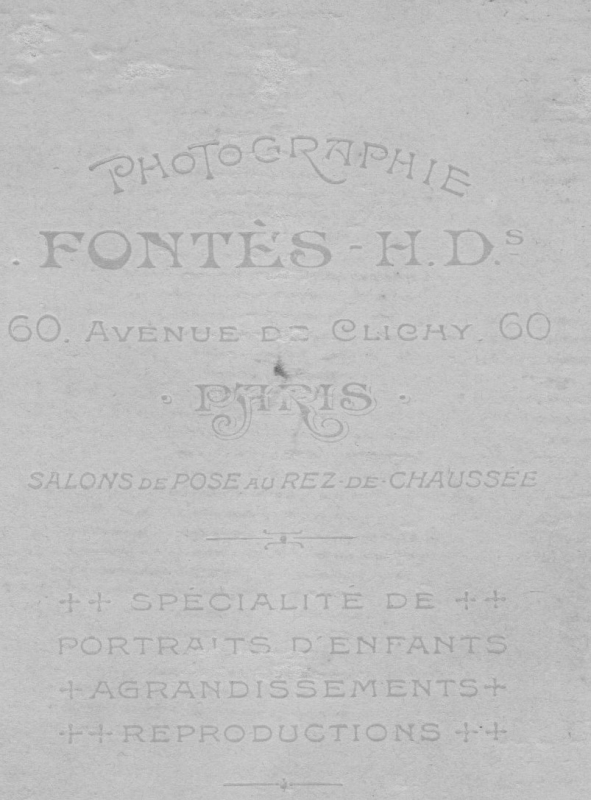 PHOTOGRAPHIE
. FONTÈS - H.Ds
60. AVENUE DE CLICHY. 60
· PARIS ·
SALONS DE POSE AU REZ-DE-CHAUSSÉE
++ SPÉCIALITÉ DE ++
PORTRAITS D'ENFANTS
+AGRANDISSEMENTS+
++ REPRODUCTIONS ++